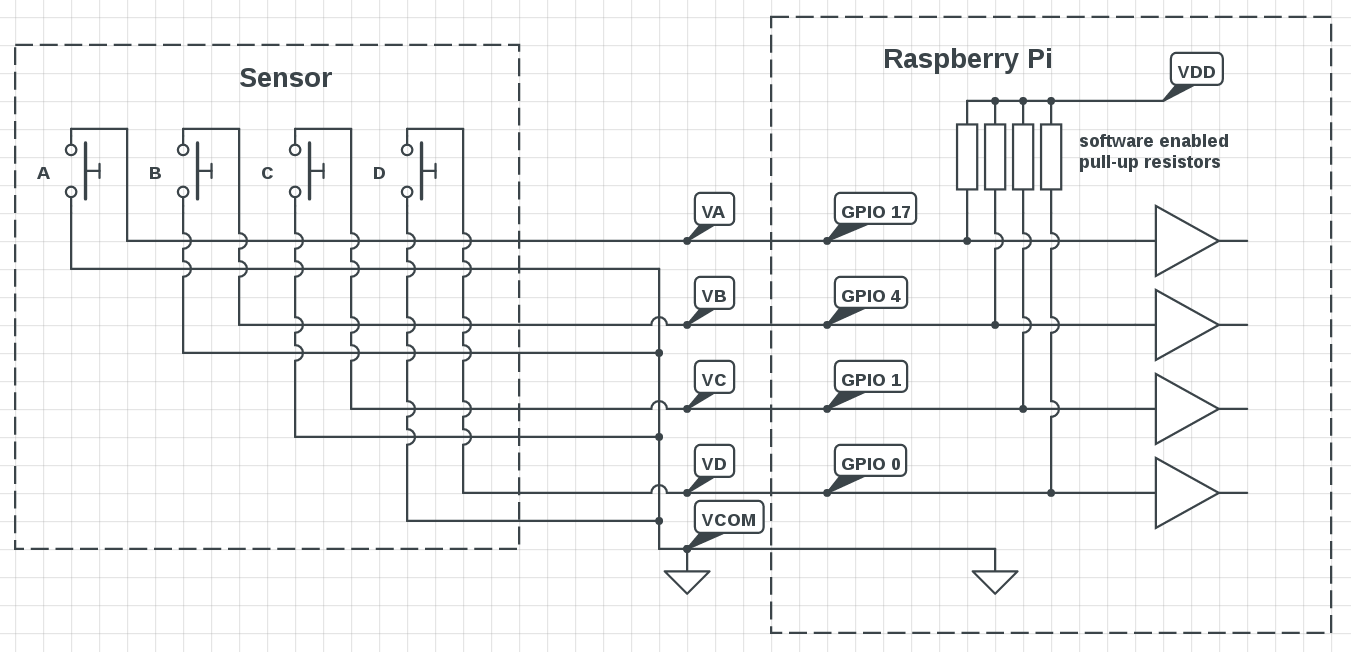 Raspberry Pi
Sensor
VDD
software enabled
pull-up resistors
A
B
C
D
VA
GPIO 17
VB
GPIO 4
VC
GPIO 1
VD
GPIO 0
VCOM